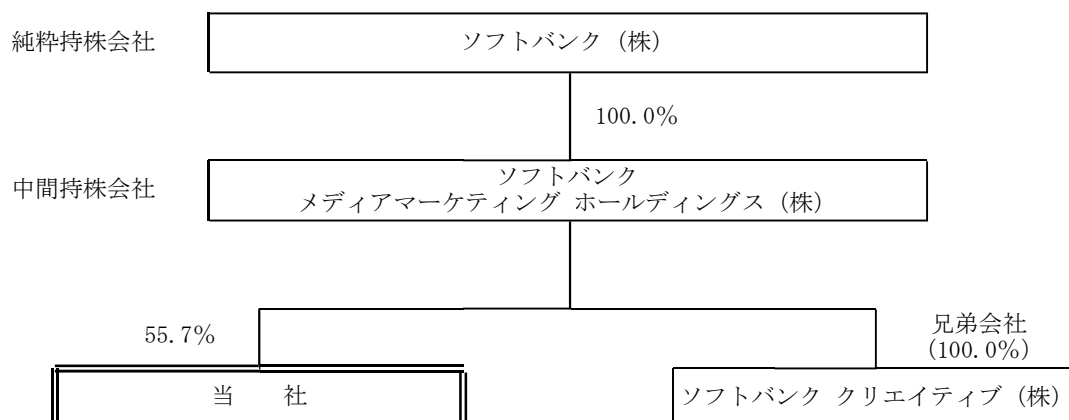 純粋持株会社
ソフトバンク（株）
100.0%
中間持株会社
ソフトバンク
メディアマーケティング ホールディングス（株）
55.7%
兄弟会社
(100.0%)
当　　社
ソフトバンク クリエイティブ（株）